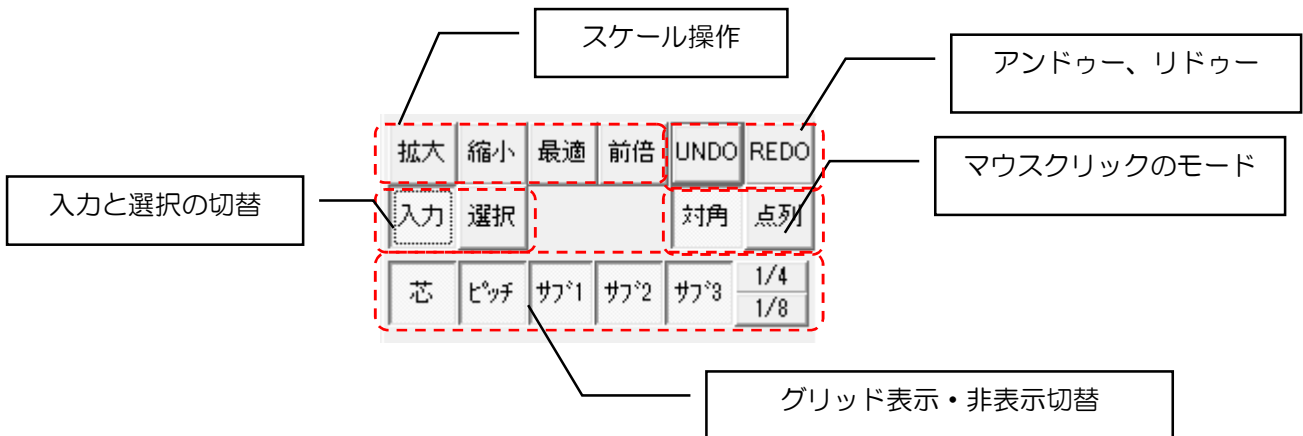 スケール操作
アンドゥー、リドゥー
拡大 縮小 最適 前倍 UNDO REDO
マウスクリックのモード
入力と選択の切替
入力 選択 対角 点列
芯 ﾋﾟｯﾁ ｻﾌﾞ1 ｻﾌﾞ2 ｻﾌﾞ3 1/4
1/8
グリッド表示・非表示切替